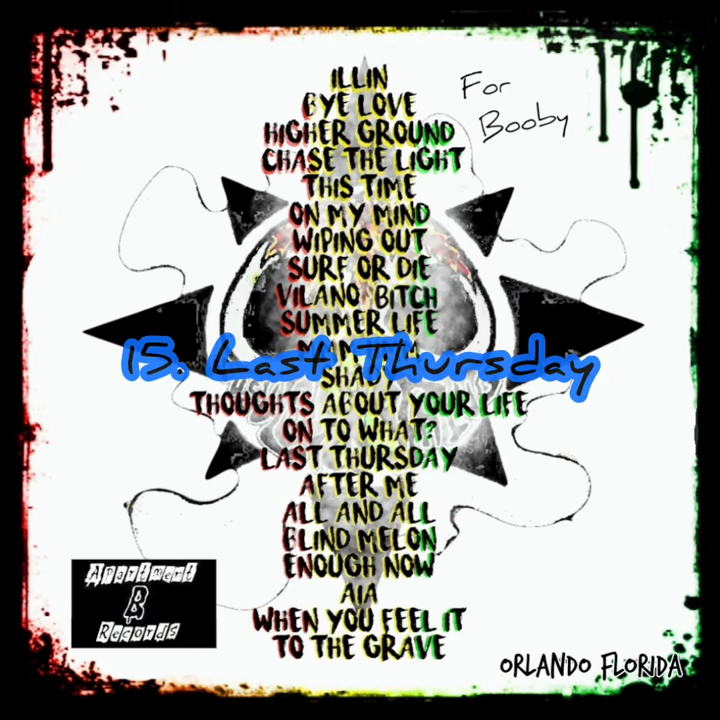 ILLIN
BYE LOVE
HIGHER GROUND
CHASE THE LIGHT
THIS TIME
ON MY MIND
WIPING OUT
SURF OR DIE
VILANO BITCH
SUMMER LIFE
15. Last Thursday
THOUGHTS ABOUT YOUR LIFE
ON TO WHAT?
LAST THURSDAY
AFTER ME
ALL AND ALL
BLIND MELON
ENOUGH NOW
AIA
WHEN YOU FEEL IT
TO THE GRAVE
For
Booby
Apartment
B
Records
ORLANDO FLORIDA